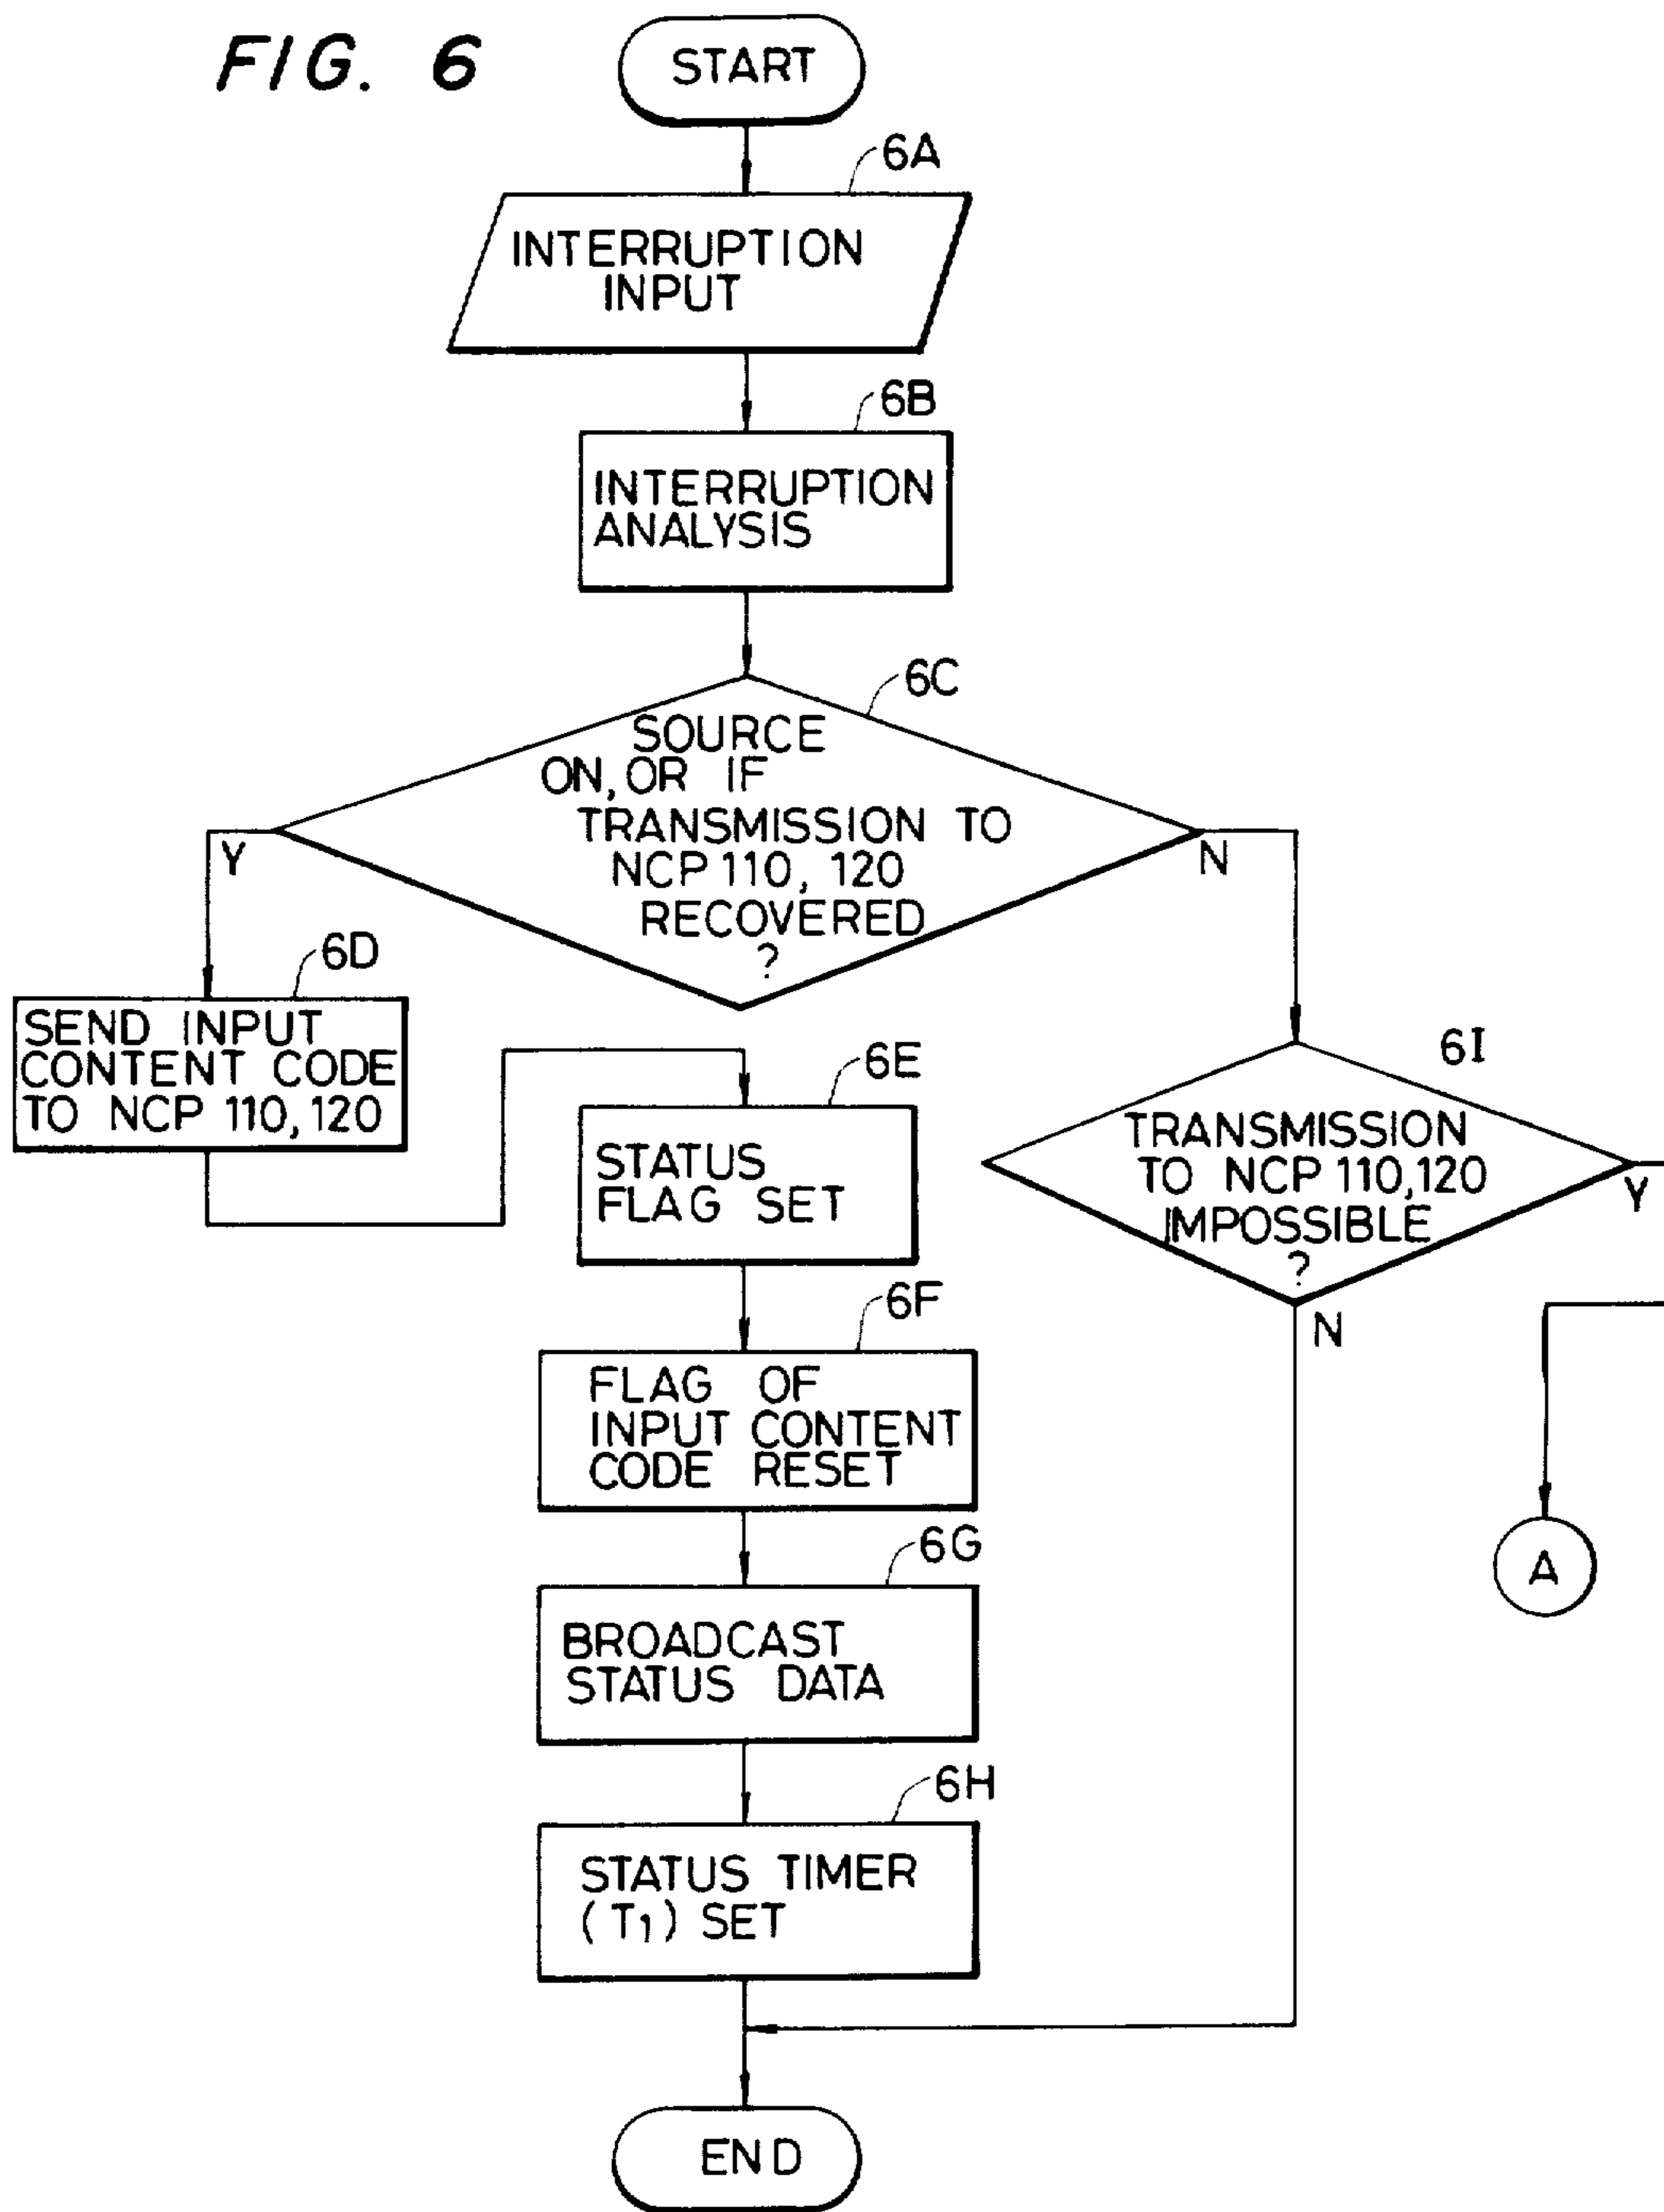 FIG. 6
START
6A
INTERRUPTION
INPUT
6B
INTERRUPTION
ANALYSIS
6C
SOURCE
ON, OR IF
TRANSMISSION TO
NCP 110, 120
RECOVERED
?
Y
N
6D
SEND INPUT
CONTENT CODE
TO NCP 110, 120
6E
STATUS
FLAG SET
6I
TRANSMISSION
TO NCP 110, 120
IMPOSSIBLE
?
Y
N
6F
FLAG OF
INPUT CONTENT
CODE RESET
A
6G
BROADCAST
STATUS DATA
6H
STATUS TIMER
(T1) SET
END